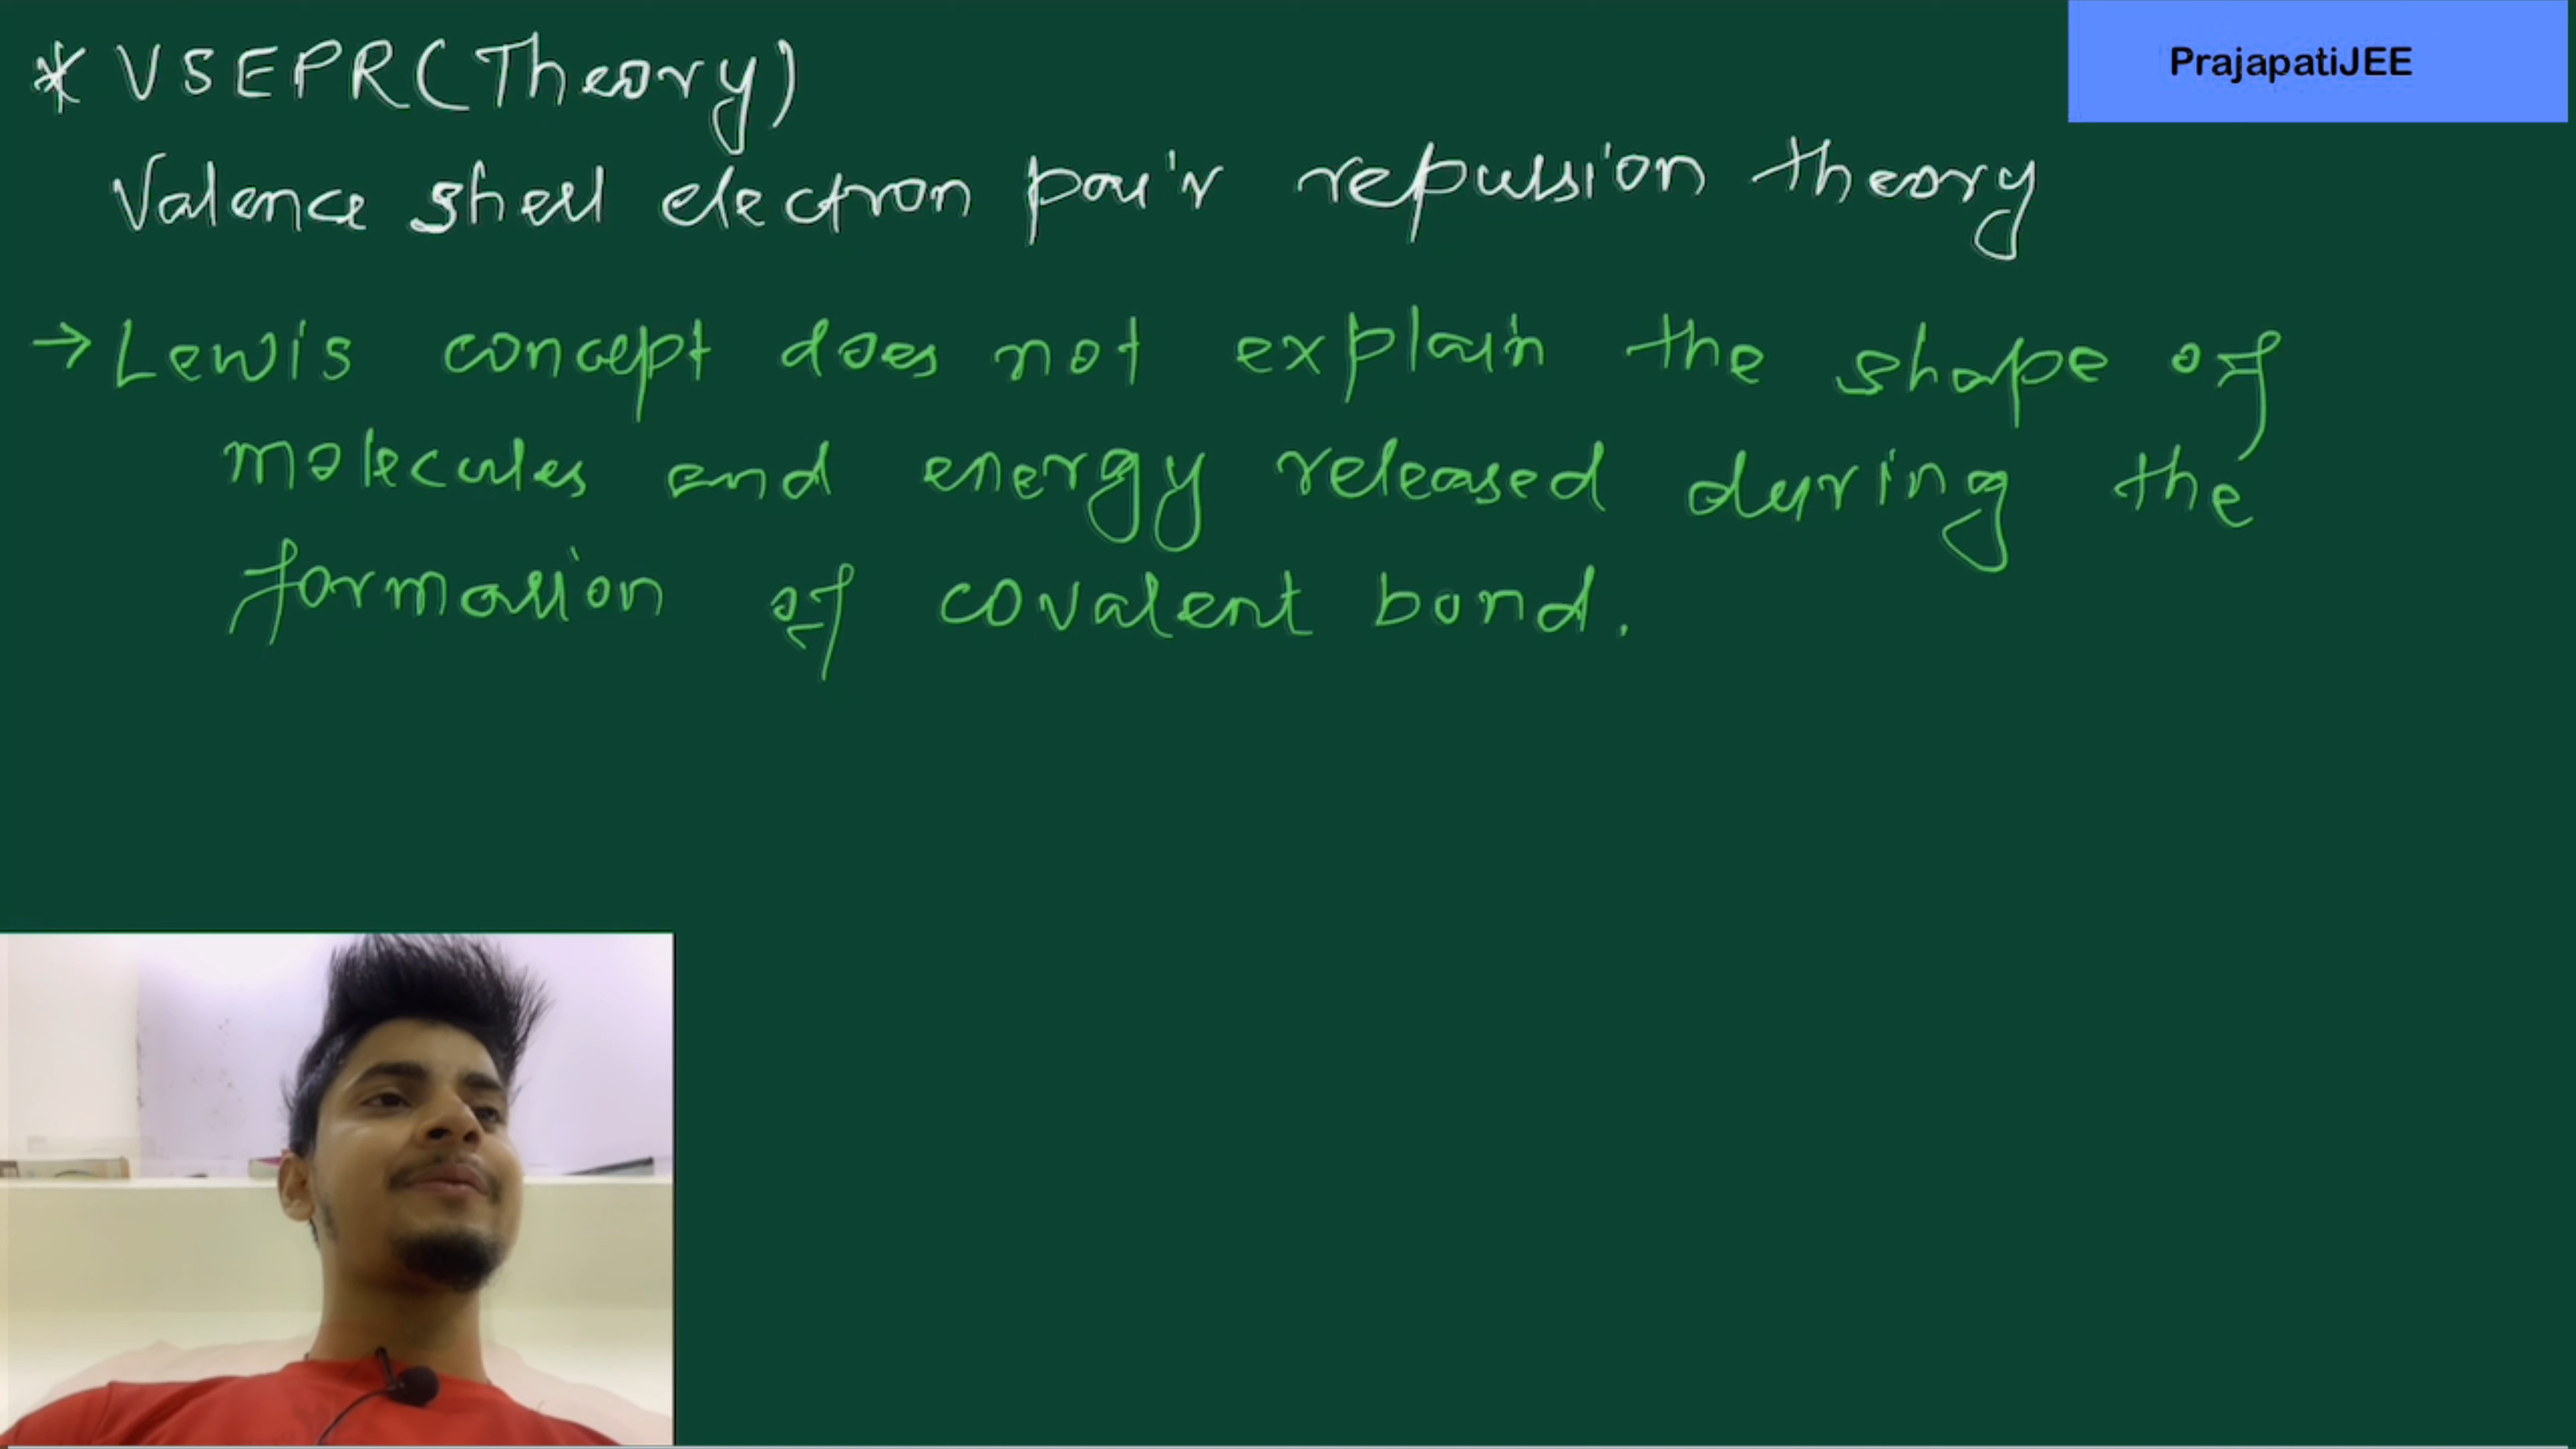 * VSEPR(Theory)
PrajapatiJEE
Valence shell electron pair repulsion theory
→ Lewis concept does not explain the shape of
molecules and energy released during the
formation of covalent bond.